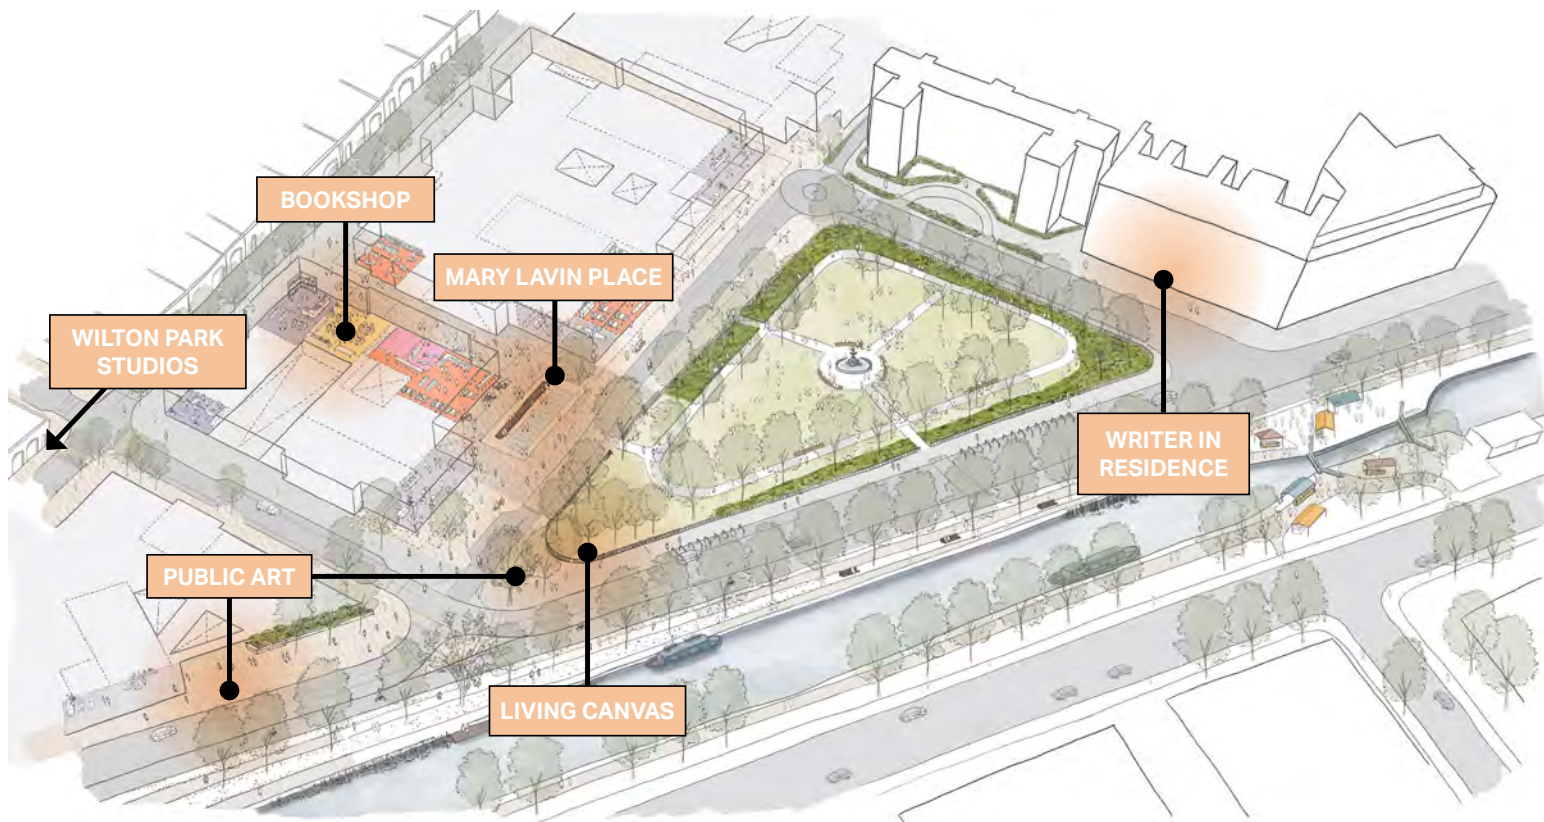 BOOKSHOP
MARY LAVIN PLACE
WILTON PARK
STUDIOS
WRITER IN
RESIDENCE
PUBLIC ART
LIVING CANVAS